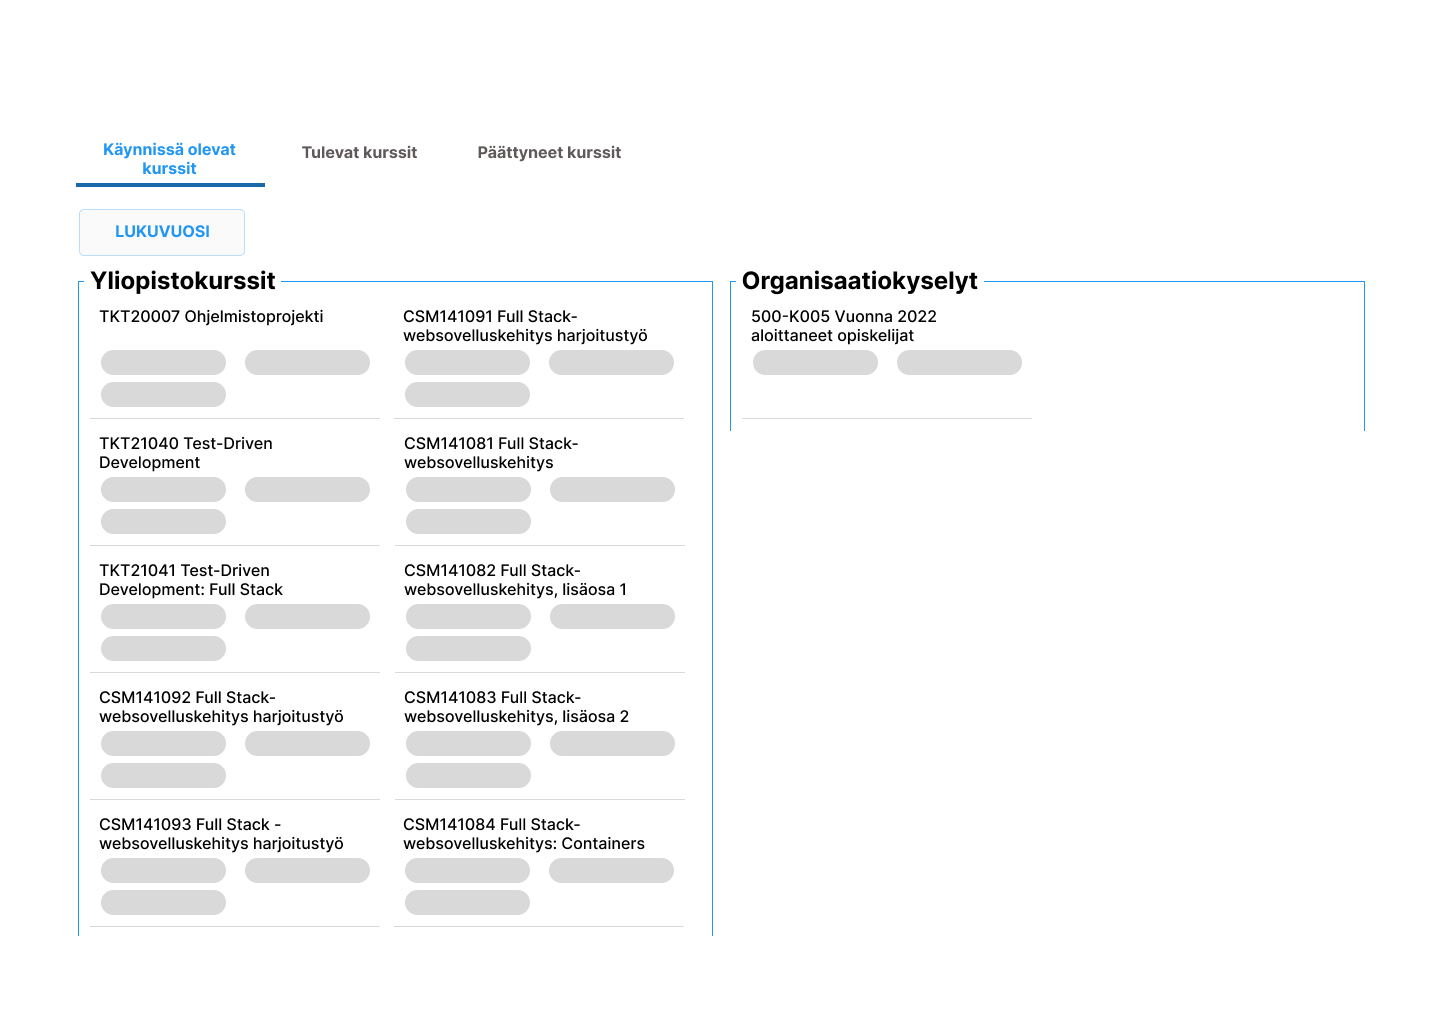 Käynnissä olevat
kurssit
Tulevat kurssit
Päättyneet kurssit
LUKUVUOSI
Yliopistokurssit
TKT20007 Ohjelmistoprojekti
CSM141091 Full Stack-
websovelluskehitys harjoitustyö
TKT21040 Test-Driven
Development
CSM141081 Full Stack-
websovelluskehitys
TKT21041 Test-Driven
Development: Full Stack
CSM141082 Full Stack-
websovelluskehitys, lisäosa 1
CSM141092 Full Stack-
websovelluskehitys harjoitustyö
CSM141083 Full Stack-
websovelluskehitys, lisäosa 2
CSM141093 Full Stack -
websovelluskehitys harjoitustyö
CSM141084 Full Stack-
websovelluskehitys: Containers
Organisaatiokyselyt
500-K005 Vuonna 2022
aloittaneet opiskelijat